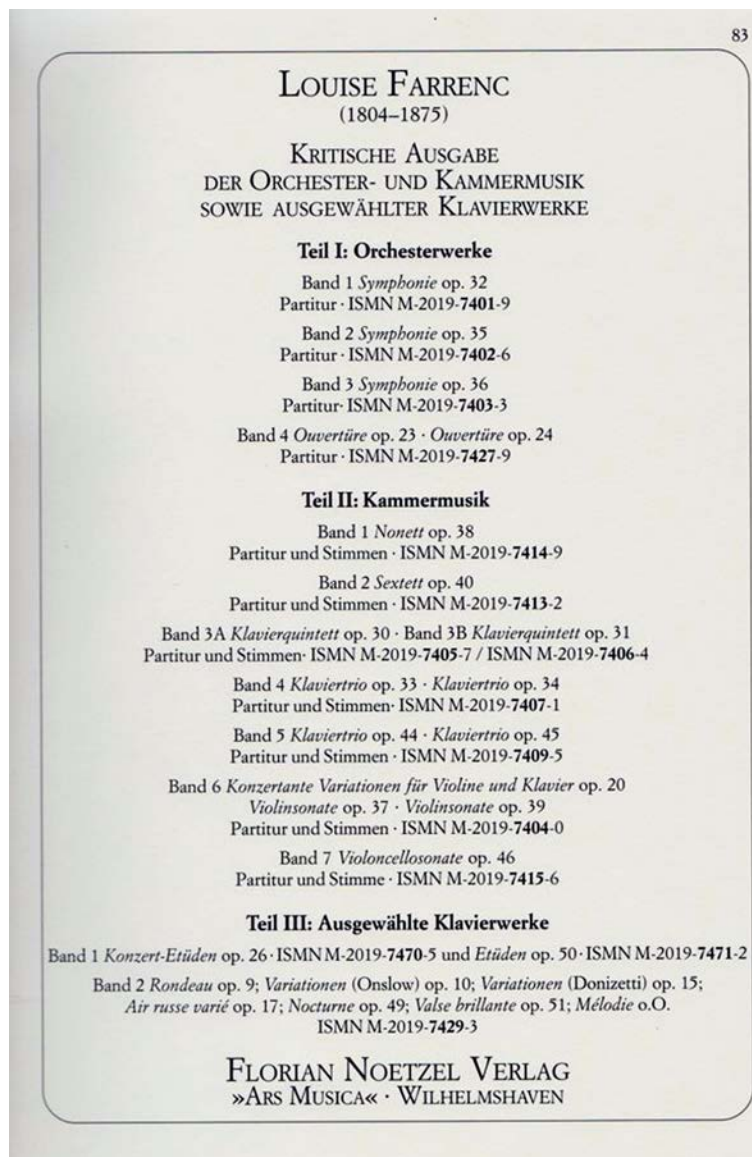 83
LOUISE FARRENC
(1804–1875)
KRITISCHE AUSGABE
DER ORCHESTER- UND KAMMERMUSIK
SOWIE AUSGEWÄHLTER KLAVIERWERKE
Teil I: Orchesterwerke
Band 1 Symphonie op. 32
Partitur · ISMN M-2019-7401-9
Band 2 Symphonie op. 35
Partitur · ISMN M-2019-7402-6
Band 3 Symphonie op. 36
Partitur· ISMN M-2019-7403-3
Band 4 Ouvertüre op. 23 · Ouvertüre op. 24
Partitur · ISMN M-2019-7427-9
Teil II: Kammermusik
Band 1 Nonett op. 38
Partitur und Stimmen · ISMN M-2019-7414-9
Band 2 Sextett op. 40
Partitur und Stimmen · ISMN M-2019-7413-2
Band 3A Klavierquintett op. 30 · Band 3B Klavierquintett op. 31
Partitur und Stimmen· ISMN M-2019-7405-7 / ISMN M-2019-7406-4
Band 4 Klaviertrio op. 33 · Klaviertrio op. 34
Partitur und Stimmen· ISMN M-2019-7407-1
Band 5 Klaviertrio op. 44 · Klaviertrio op. 45
Partitur und Stimmen · ISMN M-2019-7409-5
Band 6 Konzertante Variationen für Violine und Klavier op. 20
Violinsonate op. 37 · Violinsonate op. 39
Partitur und Stimmen · ISMN M-2019-7404-0
Band 7 Violoncellosonate op. 46
Partitur und Stimme · ISMN M-2019-7415-6
Teil III: Ausgewählte Klavierwerke
Band 1 Konzert-Etüden op. 26·ISMN M-2019-7470-5 und Etüden op. 50·ISMN M-2019-7471-2
Band 2 Rondeau op. 9; Variationen (Onslow) op. 10; Variationen (Donizetti) op. 15;
Air russe varié op. 17; Nocturne op. 49; Valse brillante op. 51; Mélodie o.O.
ISMN M-2019-7429-3
FLORIAN NOETZEL VERLAG
»ARS MUSICA« · WILHELMSHAVEN